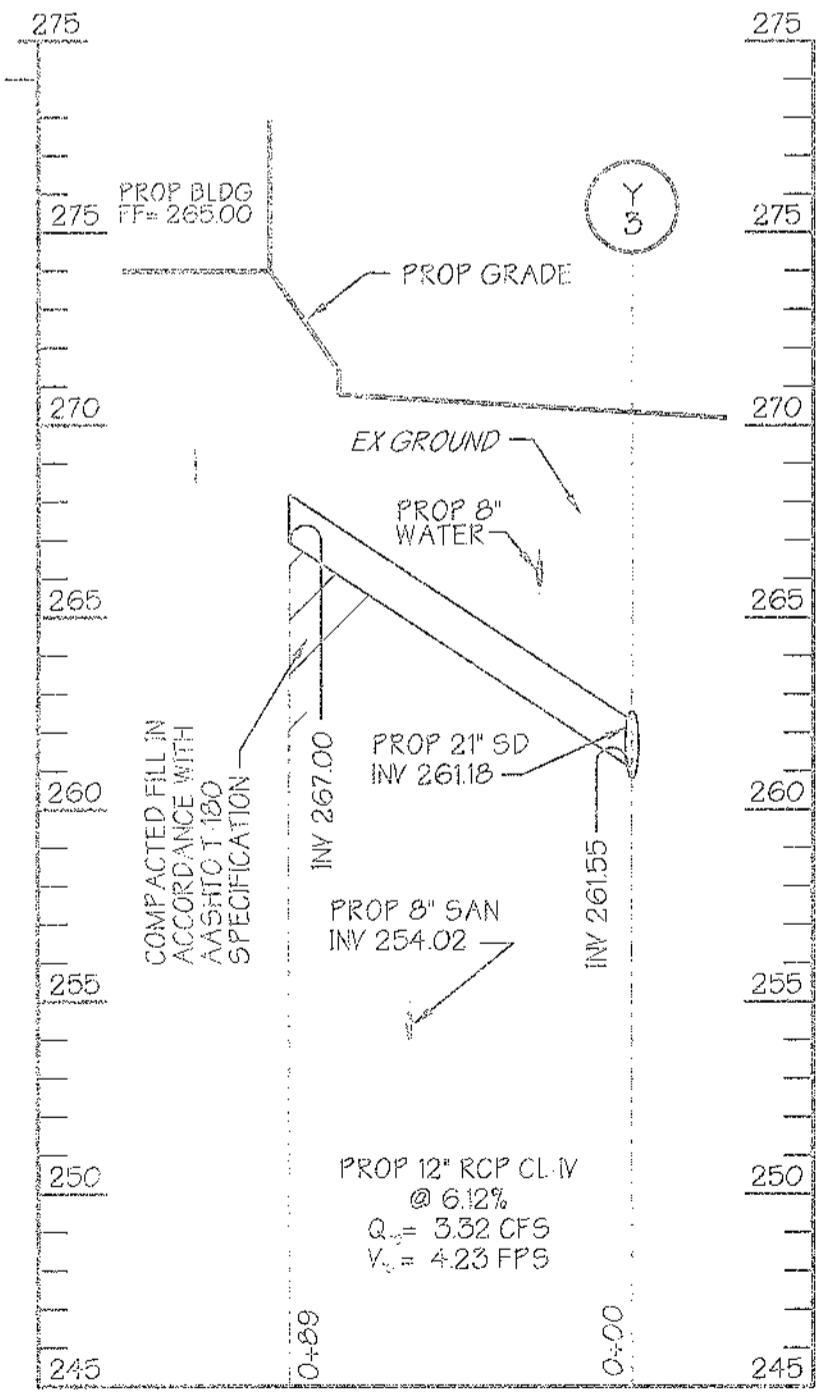 275
275
PROP BLDG
FF= 265.00
Y
3
275
275
PROP GRADE
270
270
EX GROUND
PROP 8"
WATER
265
265
COMPACTED FILL IN
ACCORDANCE WITH
AASHTO T-180
SPECIFICATION
INV 267.00
PROP 21" SD
INV 261.18
260
260
INV 261.55
PROP 8" SAN
INV 254.02
255
255
PROP 12" RCP CL-IV
@ 6.12%
Q = 3.32 CFS
V = 4.23 FPS
250
250
0+89
0+00
245
245